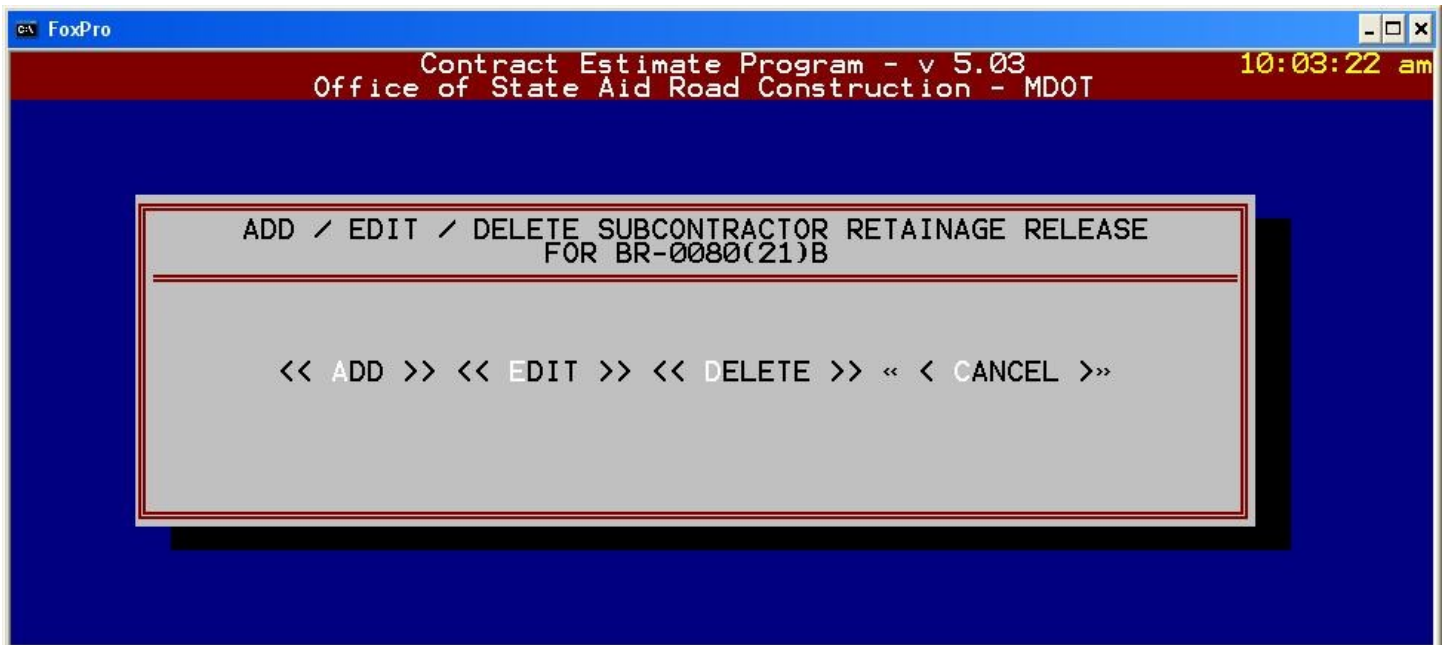 FoxPro
Contract Estimate Program - v 5.03 10:03:22 am
Office of State Aid Road Construction - MDOT
ADD / EDIT / DELETE SUBCONTRACTOR RETAINAGE RELEASE
FOR BR-0080(21)B
<< ADD >> << EDIT >> << DELETE >> « < CANCEL >»